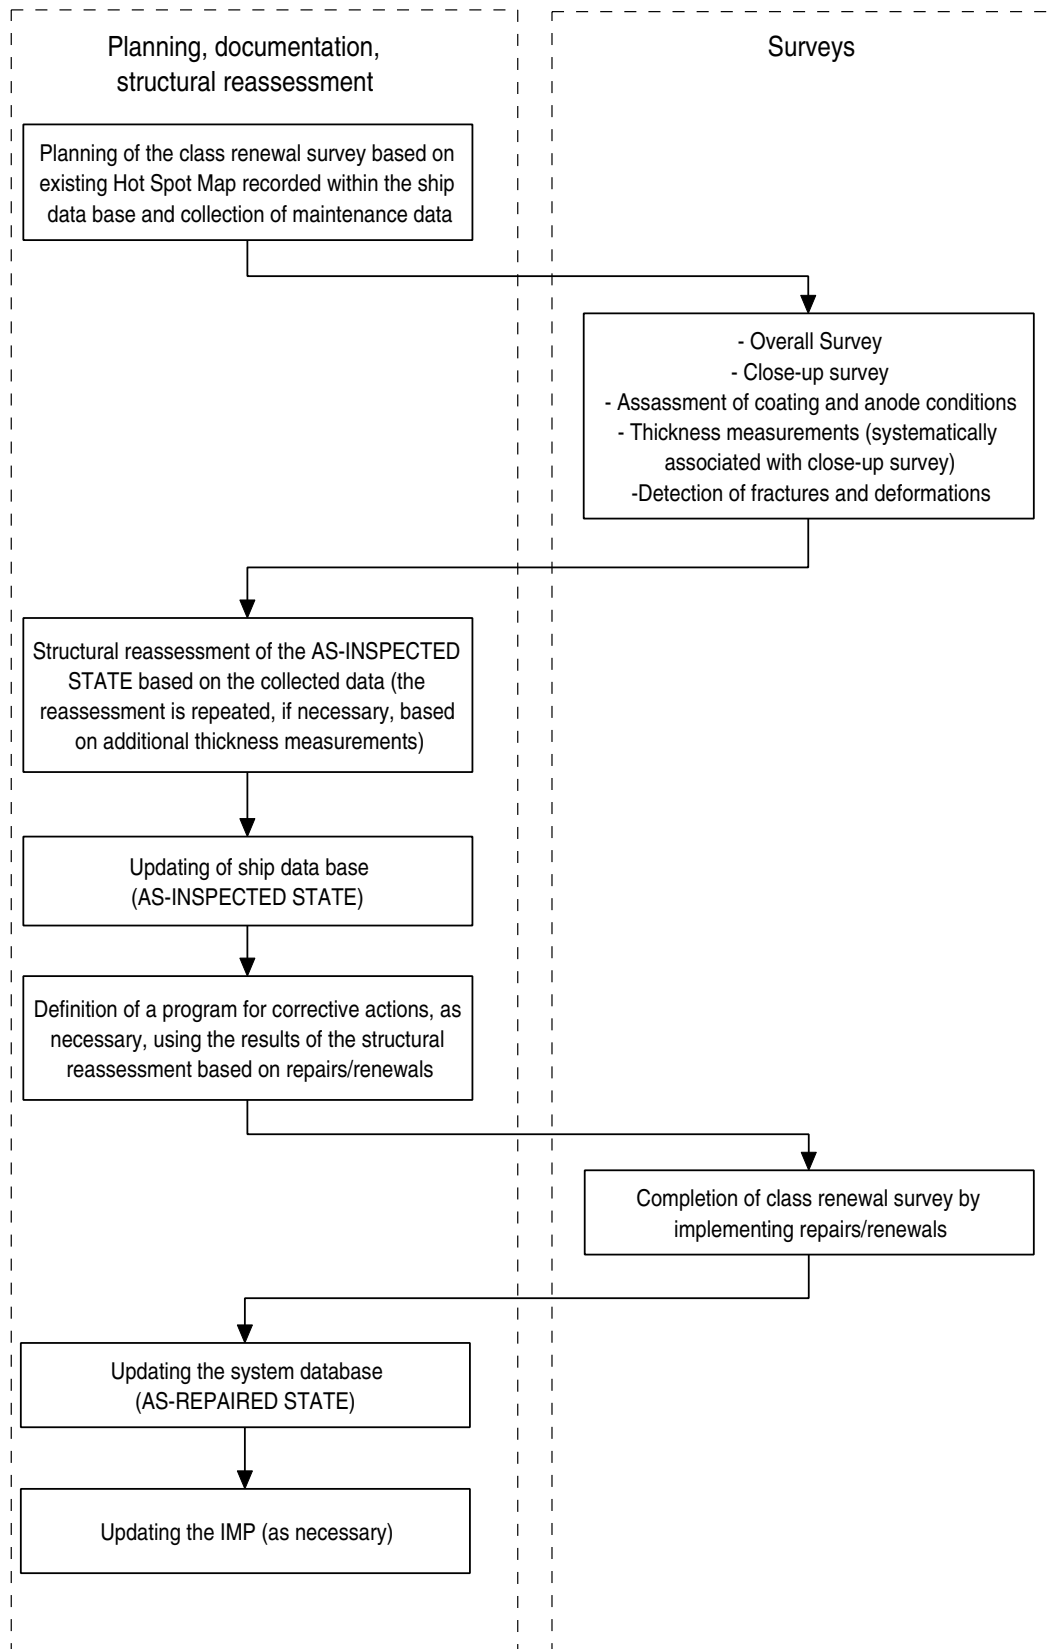 Planning, documentation,
structural reassessment
Surveys
Planning of the class renewal survey based on
existing Hot Spot Map recorded within the ship
data base and collection of maintenance data
- Overall Survey
- Close-up survey
- Assassment of coating and anode conditions
- Thickness measurements (systematically
associated with close-up survey)
-Detection of fractures and deformations
Structural reassessment of the AS-INSPECTED
STATE based on the collected data (the
reassessment is repeated, if necessary, based
on additional thickness measurements)
Updating of ship data base
(AS-INSPECTED STATE)
Definition of a program for corrective actions, as
necessary, using the results of the structural
reassessment based on repairs/renewals
Completion of class renewal survey by
implementing repairs/renewals
Updating the system database
(AS-REPAIRED STATE)
Updating the IMP (as necessary)